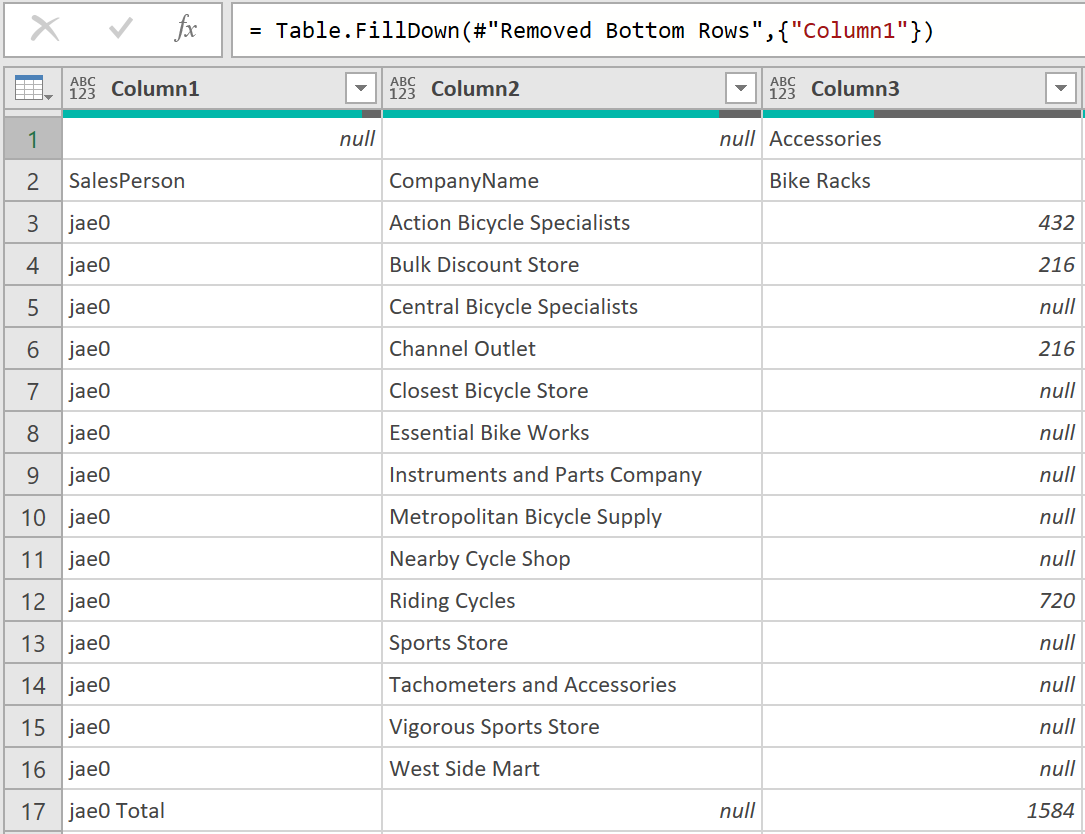 fx = Table.FillDown(#"Removed Bottom Rows",{"Column1"})
ABC 123 Column1 ABC 123 Column2 ABC 123 Column3
1 null null Accessories
2 SalesPerson CompanyName Bike Racks
3 jae0 Action Bicycle Specialists 432
4 jae0 Bulk Discount Store 216
5 jae0 Central Bicycle Specialists null
6 jae0 Channel Outlet 216
7 jae0 Closest Bicycle Store null
8 jae0 Essential Bike Works null
9 jae0 Instruments and Parts Company null
10 jae0 Metropolitan Bicycle Supply null
11 jae0 Nearby Cycle Shop null
12 jae0 Riding Cycles 720
13 jae0 Sports Store null
14 jae0 Tachometers and Accessories null
15 jae0 Vigorous Sports Store null
16 jae0 West Side Mart null
17 jae0 Total null 1584